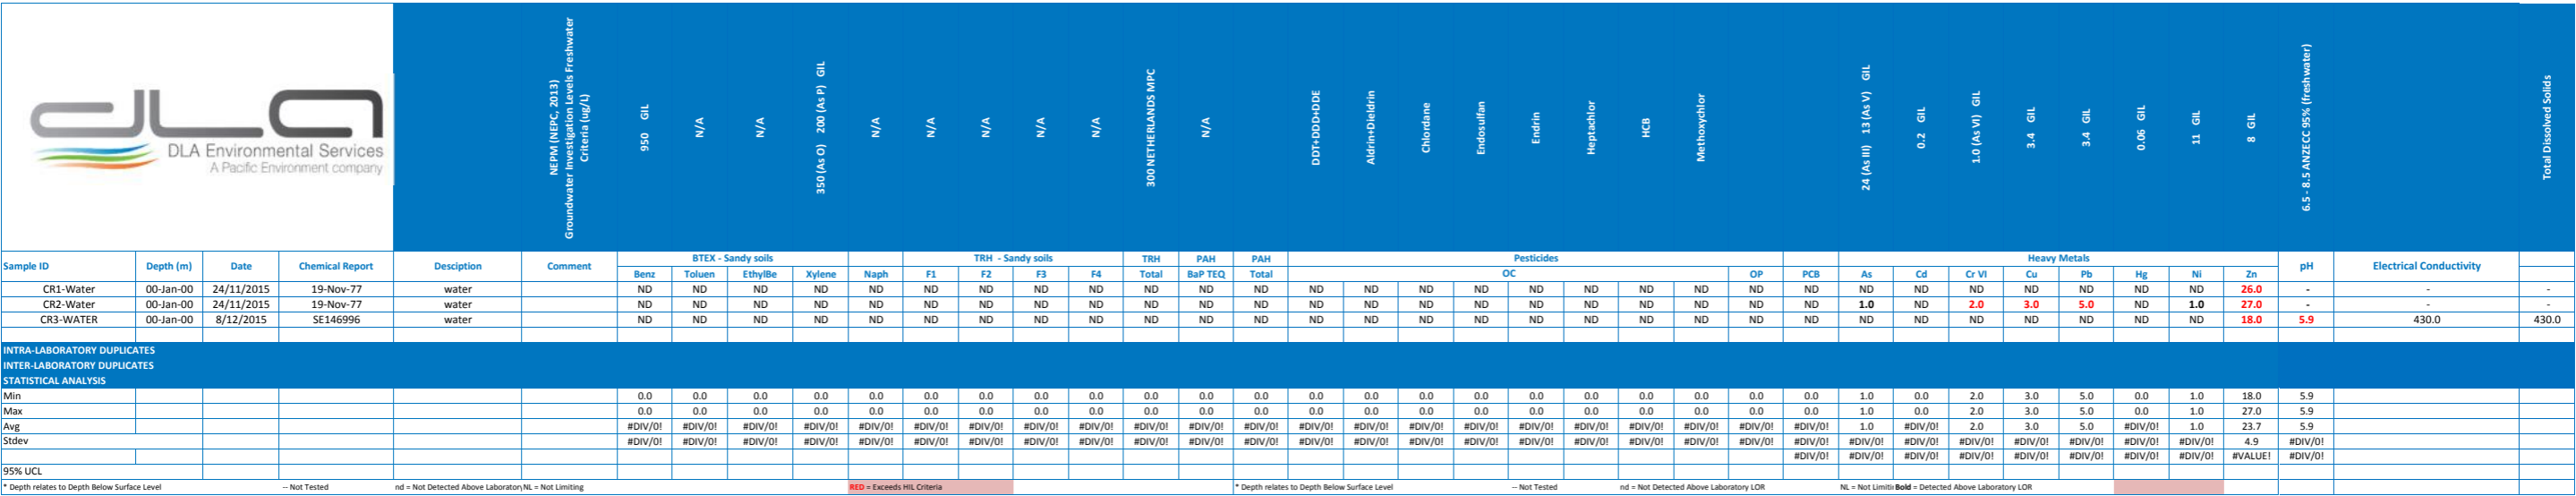 dLa
DLA Environmental Services
A Pacific Environment company
NEPM (NEPC, 2013)
Groundwater Investigation Levels Freshwater
Criteria (ug/L)
950 GIL
N/A
N/A
350 (As O) 200 (As P) GIL
N/A
N/A
N/A
N/A
N/A
300 NETHERLANDS MPC
N/A
DDT+DDD+DDE
Aldrin+Dieldrin
Chlordane
Endosulfan
Endrin
Heptachlor
HCB
Methoxychlor
24 (As III) 13 (As V) GIL
0.2 GIL
1.0 (As VI) GIL
3.4 GIL
3.4 GIL
0.06 GIL
11 GIL
8 GIL
6.5 - 8.5 ANZECC 95% (freshwater)
Total Dissolved Solids
BTEX - Sandy soils TRH - Sandy soils TRH PAH PAH Pesticides Heavy Metals
Sample ID Depth (m) Date Chemical Report Desciption Comment pH Electrical Conductivity
Benz Toluen EthylBe Xylene Naph F1 F2 F3 F4 Total BaP TEQ Total OC OP PCB As Cd Cr VI Cu Pb Hg Ni Zn
CR1-Water 00-Jan-00 24/11/2015 19-Nov-77 water ND ND ND ND ND ND ND ND ND ND ND ND ND ND ND ND ND ND ND ND ND ND ND ND ND ND ND ND ND 26.0 - - -
CR2-Water 00-Jan-00 24/11/2015 19-Nov-77 water ND ND ND ND ND ND ND ND ND ND ND ND ND ND ND ND ND ND ND ND ND ND 1.0 ND 2.0 3.0 5.0 ND 1.0 27.0 - - -
CR3-WATER 00-Jan-00 8/12/2015 SE146996 water ND ND ND ND ND ND ND ND ND ND ND ND ND ND ND ND ND ND ND ND ND ND ND ND ND ND ND ND ND 18.0 5.9 430.0 430.0
INTRA-LABORATORY DUPLICATES
INTER-LABORATORY DUPLICATES
STATISTICAL ANALYSIS
Min 0.0 0.0 0.0 0.0 0.0 0.0 0.0 0.0 0.0 0.0 0.0 0.0 0.0 0.0 0.0 0.0 0.0 0.0 0.0 0.0 0.0 0.0 1.0 0.0 2.0 3.0 5.0 0.0 1.0 18.0 5.9
Max 0.0 0.0 0.0 0.0 0.0 0.0 0.0 0.0 0.0 0.0 0.0 0.0 0.0 0.0 0.0 0.0 0.0 0.0 0.0 0.0 0.0 0.0 1.0 0.0 2.0 3.0 5.0 0.0 1.0 27.0 5.9
Avg #DIV/0! #DIV/0! #DIV/0! #DIV/0! #DIV/0! #DIV/0! #DIV/0! #DIV/0! #DIV/0! #DIV/0! #DIV/0! #DIV/0! #DIV/0! #DIV/0! #DIV/0! #DIV/0! #DIV/0! #DIV/0! #DIV/0! #DIV/0! #DIV/0! #DIV/0! 1.0 #DIV/0! 2.0 3.0 5.0 #DIV/0! 1.0 23.7 5.9
Stdev #DIV/0! #DIV/0! #DIV/0! #DIV/0! #DIV/0! #DIV/0! #DIV/0! #DIV/0! #DIV/0! #DIV/0! #DIV/0! #DIV/0! #DIV/0! #DIV/0! #DIV/0! #DIV/0! #DIV/0! #DIV/0! #DIV/0! #DIV/0! #DIV/0! #DIV/0! #DIV/0! #DIV/0! #DIV/0! #DIV/0! #DIV/0! #DIV/0! #DIV/0! 4.9 #DIV/0!
#DIV/0! #DIV/0! #DIV/0! #DIV/0! #DIV/0! #DIV/0! #DIV/0! #DIV/0! #VALUE! #DIV/0!
95% UCL
* Depth relates to Depth Below Surface Level -- Not Tested nd = Not Detected Above Laboratory NL = Not Limiting RED = Exceeds HIL Criteria * Depth relates to Depth Below Surface Level -- Not Tested nd = Not Detected Above Laboratory LOR NL = Not Limiti Bold = Detected Above Laboratory LOR